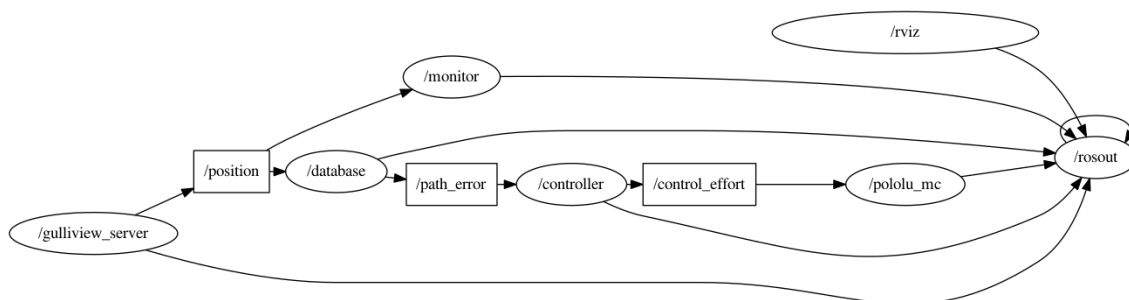 /rviz
/monitor
/rosout
/position
/database
/path_error
/controller
/control_effort
/pololu_mc
/gulliview_server